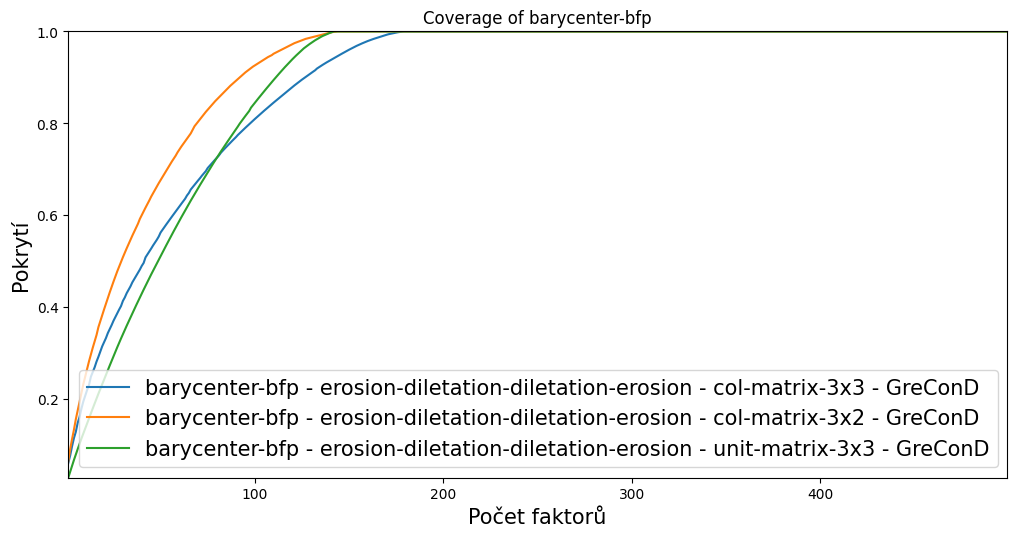 Coverage of barycenter-bfp
1.0
0.8
0.6
0.4
0.2
Pokrytí
barycenter-bfp - erosion-diletation-diletation-erosion - col-matrix-3x3 - GreConD
barycenter-bfp - erosion-diletation-diletation-erosion - col-matrix-3x2 - GreConD
barycenter-bfp - erosion-diletation-diletation-erosion - unit-matrix-3x3 - GreConD
100 200 300 400
Počet faktorů